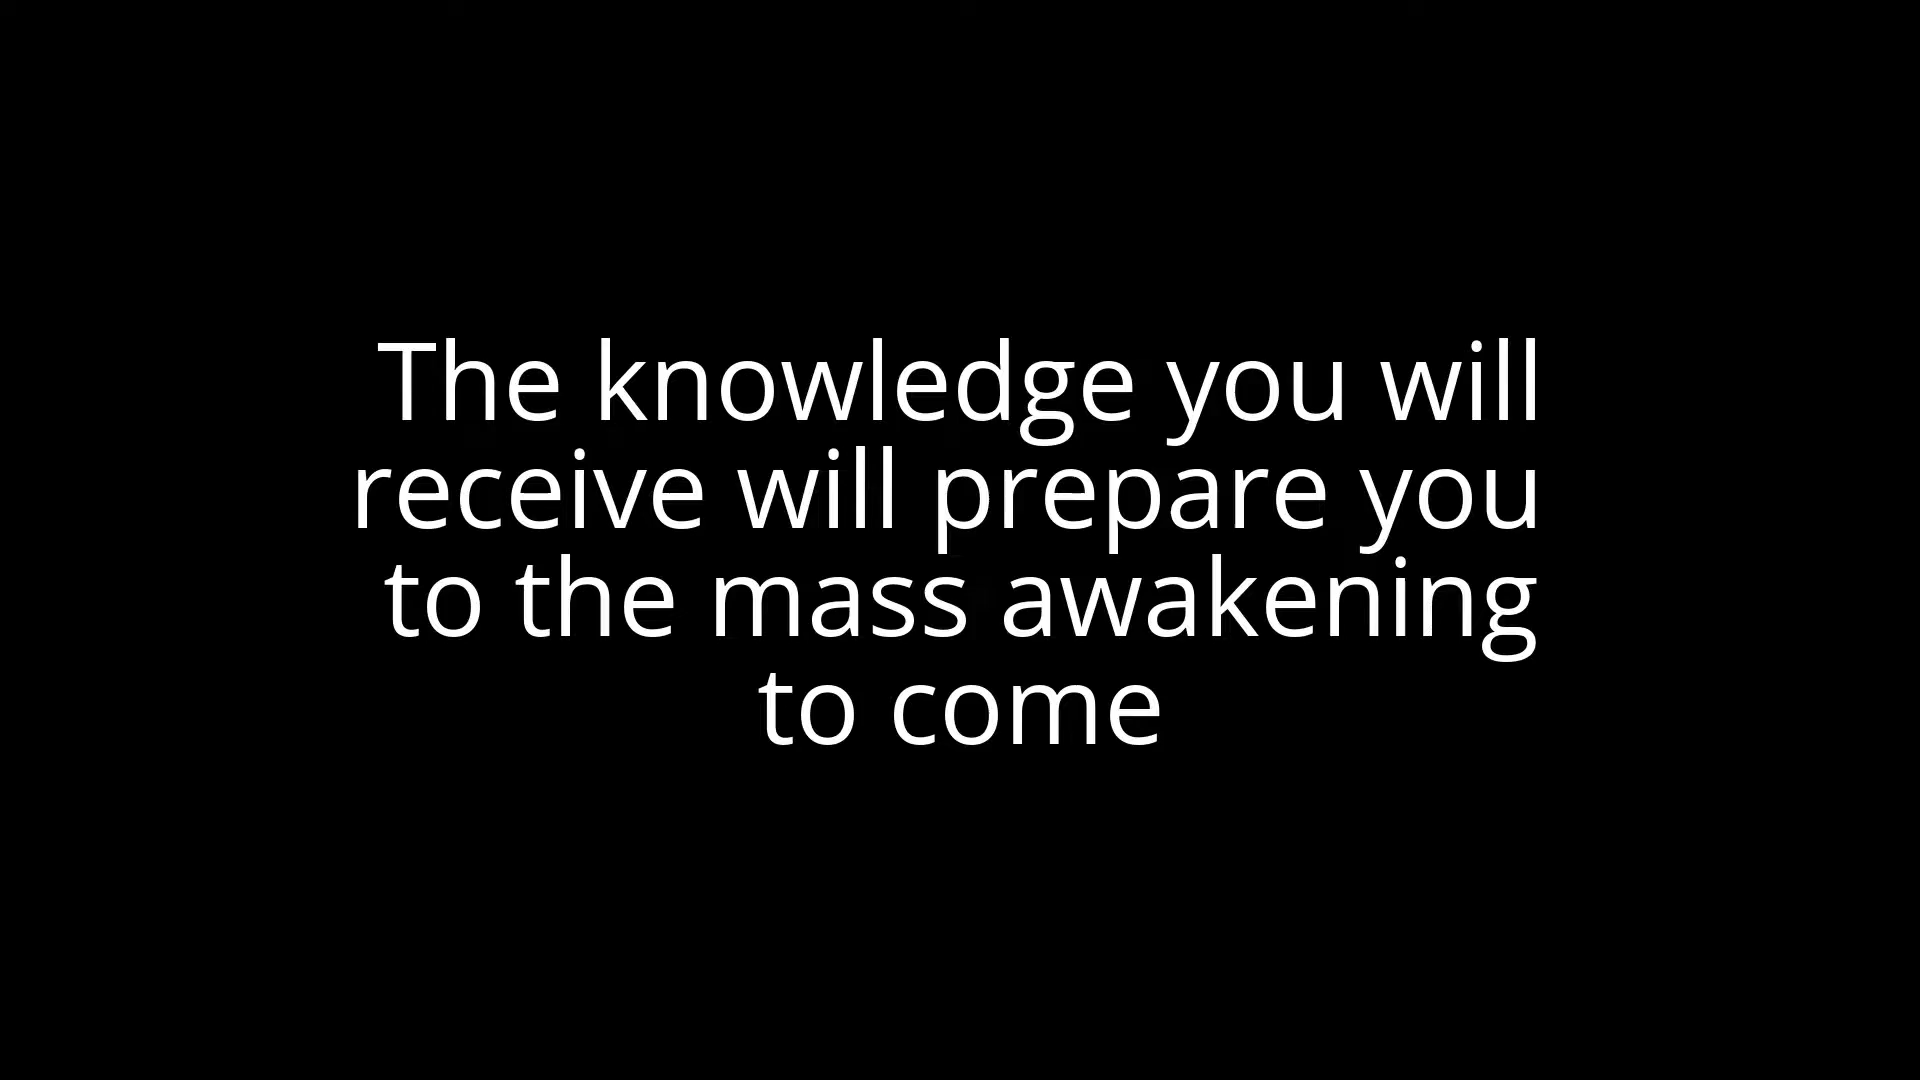 The knowledge you will
receive will prepare you
to the mass awakening
to come